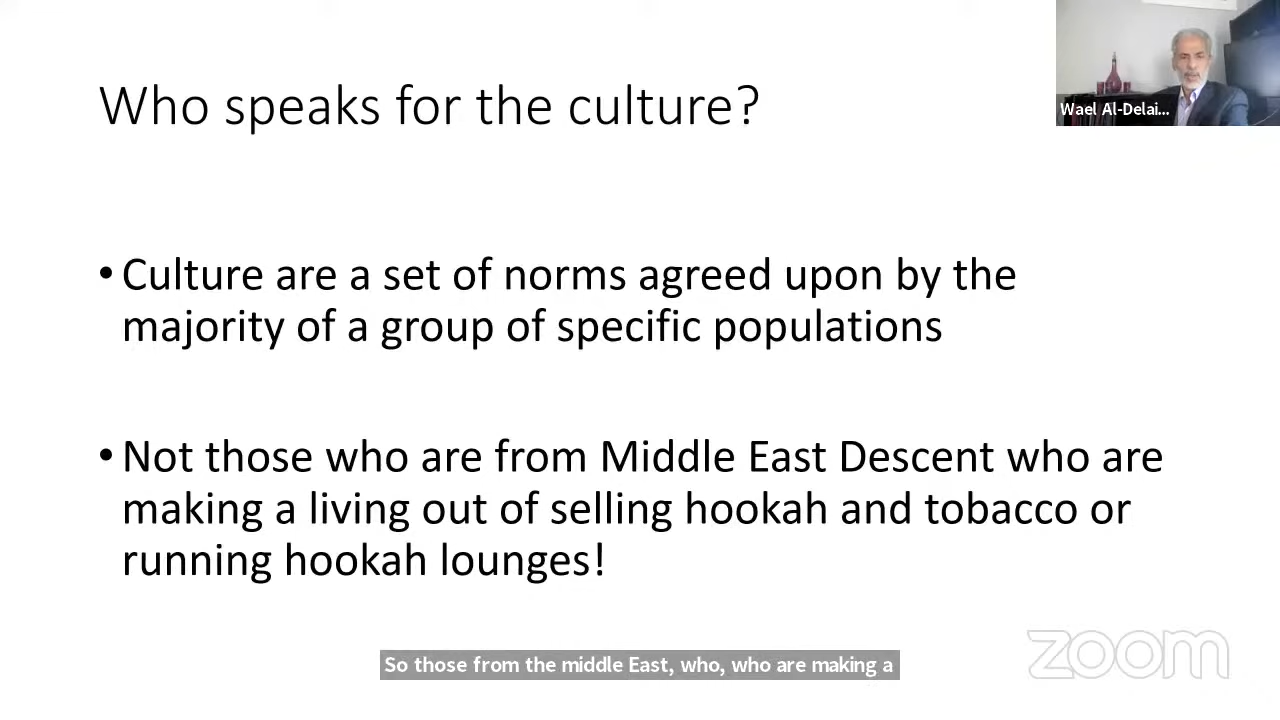 Who speaks for the culture?
Wael Al-Delai...
• Culture are a set of norms agreed upon by the
majority of a group of specific populations
• Not those who are from Middle East Descent who are
making a living out of selling hookah and tobacco or
running hookah lounges!
So those from the middle East, who, who are making a
zoom